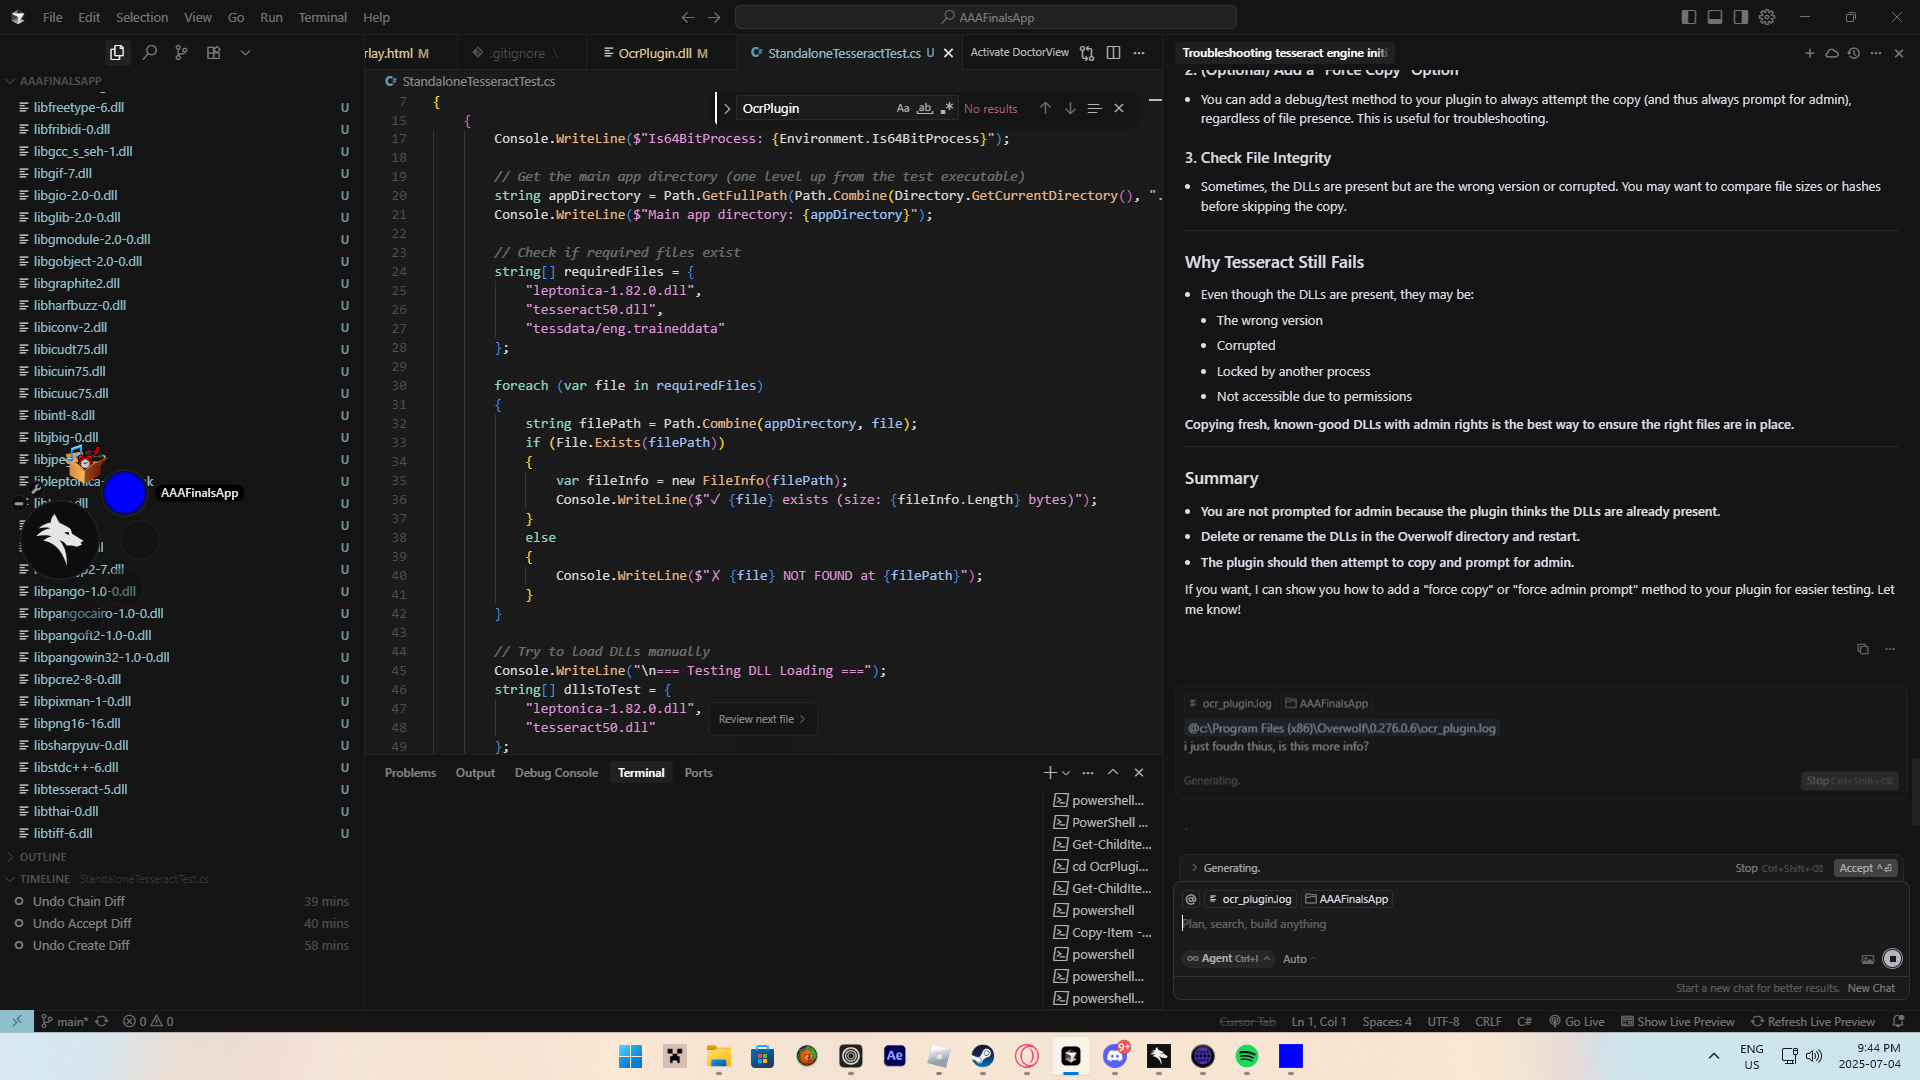 File Edit Selection View Go Run Terminal Help
AAAFinalsApp
AAAFINALSAPP
libfreetype-6.dll U
libfribidi-0.dll U
libgcc_s_seh-1.dll U
libgif-7.dll U
libgio-2.0-0.dll U
libglib-2.0-0.dll U
libgmodule-2.0-0.dll U
libgobject-2.0-0.dll U
libgraphite2.dll U
libharfbuzz-0.dll U
libiconv-2.dll U
libicudt75.dll U
libicuin75.dll U
libicuuc75.dll U
libintl-8.dll U
libjbig-0.dll U
U
U
AAAFinalsApp
U
U
U
U
libpango-1.0-0.dll U
libpangocairo-1.0-0.dll U
libpangoft2-1.0-0.dll U
libpangowin32-1.0-0.dll U
libpcre2-8-0.dll U
libpixman-1-0.dll U
libpng16-16.dll U
libsharpyuv-0.dll U
libstdc++-6.dll U
libtesseract-5.dll U
libthai-0.dll U
libtiff-6.dll U
OUTLINE
TIMELINE StandaloneTesseractTest.cs
Undo Chain Diff 39 mins
Undo Accept Diff 40 mins
Undo Create Diff 58 mins
rlay.html M .gitignore \ OcrPlugin.dll M StandaloneTesseractTest.cs U Activate DoctorView
StandaloneTesseractTest.cs
OcrPlugin Aa ab No results
7 {
15 {
17 Console.WriteLine($"Is64BitProcess: {Environment.Is64BitProcess}");
18
19 // Get the main app directory (one level up from the test executable)
20 string appDirectory = Path.GetFullPath(Path.Combine(Directory.GetCurrentDirectory(), ".
21 Console.WriteLine($"Main app directory: {appDirectory}");
22
23 // Check if required files exist
24 string[] requiredFiles = {
25 "leptonica-1.82.0.dll",
26 "tesseract50.dll",
27 "tessdata/eng.traineddata"
28 };
29
30 foreach (var file in requiredFiles)
31 {
32 string filePath = Path.Combine(appDirectory, file);
33 if (File.Exists(filePath))
34 {
35 var fileInfo = new FileInfo(filePath);
36 Console.WriteLine($"✓ {file} exists (size: {fileInfo.Length} bytes)");
37 }
38 else
39 {
40 Console.WriteLine($"✗ {file} NOT FOUND at {filePath}");
41 }
42 }
43
44 // Try to load DLLs manually
45 Console.WriteLine("\n=== Testing DLL Loading ===");
46 string[] dllsToTest = {
47 "leptonica-1.82.0.dll",
48 "tesseract50.dll"
49 };
Review next file
Problems Output Debug Console Terminal Ports
powershell...
PowerShell ...
Get-ChildIte...
cd OcrPlugi...
Get-ChildIte...
powershell
Copy-Item -...
powershell
powershell...
powershell...
Troubleshooting tesseract engine initi
2. (Optional) Add a "Force Copy" Option
• You can add a debug/test method to your plugin to always attempt the copy (and thus always prompt for admin),
regardless of file presence. This is useful for troubleshooting.
3. Check File Integrity
• Sometimes, the DLLs are present but are the wrong version or corrupted. You may want to compare file sizes or hashes
before skipping the copy.
Why Tesseract Still Fails
• Even though the DLLs are present, they may be:
• The wrong version
• Corrupted
• Locked by another process
• Not accessible due to permissions
Copying fresh, known-good DLLs with admin rights is the best way to ensure the right files are in place.
Summary
• You are not prompted for admin because the plugin thinks the DLLs are already present.
• Delete or rename the DLLs in the Overwolf directory and restart.
• The plugin should then attempt to copy and prompt for admin.
If you want, I can show you how to add a "force copy" or "force admin prompt" method to your plugin for easier testing. Let
me know!
ocr_plugin.log AAAFinalsApp
@c:\Program Files (x86)\Overwolf\0.276.0.6\ocr_plugin.log
i just foudn thius, is this more info?
Generating. Stop Ctrl+Shift+⌫
Generating. Stop Ctrl+Shift+⌫ Accept ^⏎
@ ocr_plugin.log AAAFinalsApp
Plan, search, build anything
∞ Agent Ctrl+I Auto
Start a new chat for better results. New Chat
main* 0 0
Cursor Tab Ln 1, Col 1 Spaces: 4 UTF-8 CRLF C# Go Live Show Live Preview Refresh Live Preview
Ae 9+
ENG
US
9:44 PM
2025-07-04